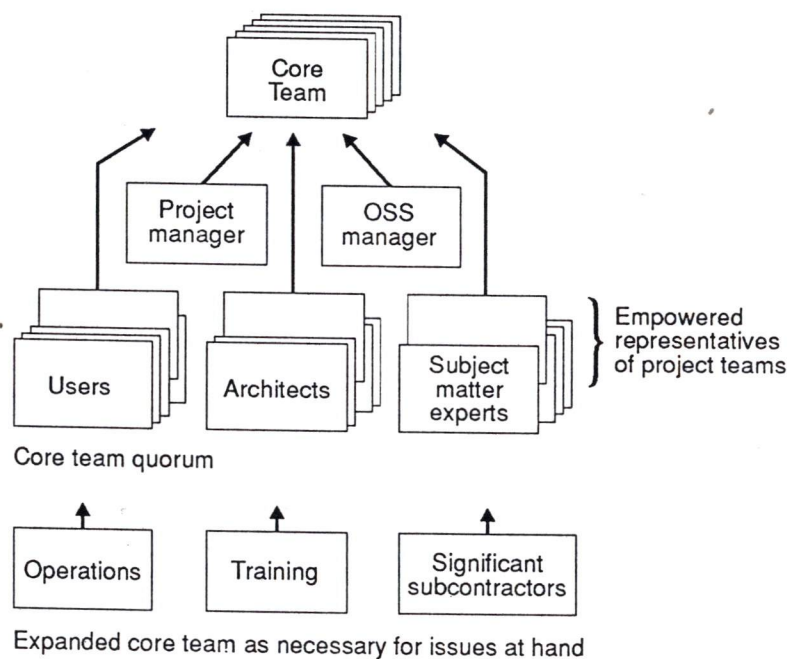 Core
Team
Project
manager
OSS
manager
Users
Architects
Subject
matter
experts
Empowered
representatives
of project teams
Core team quorum
Operations
Training
Significant
subcontractors
Expanded core team as necessary for issues at hand